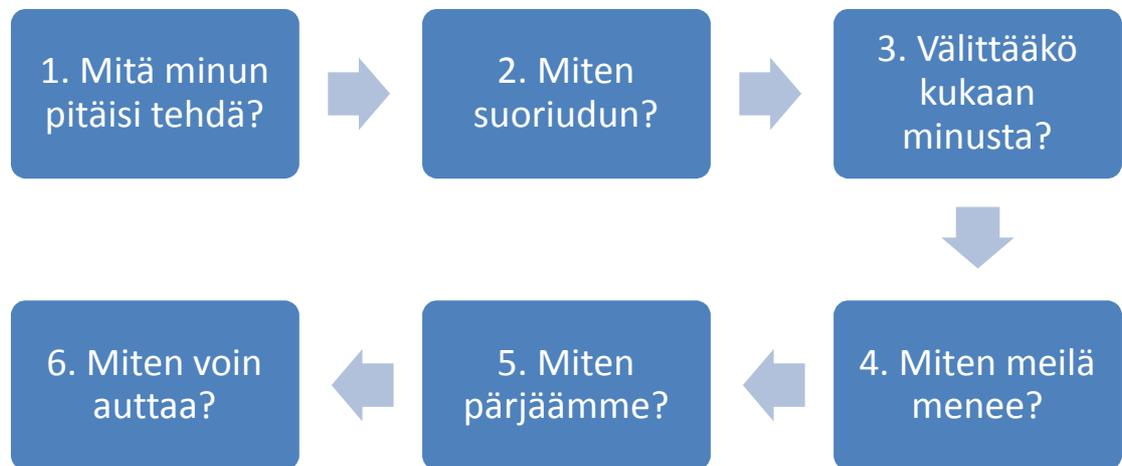 1. Mitä minun
pitäisi tehdä?
2. Miten
suoriudun?
3. Välittääkö
kukaan
minusta?
4. Miten meilä
menee?
5. Miten
pärjäämme?
6. Miten voin
auttaa?